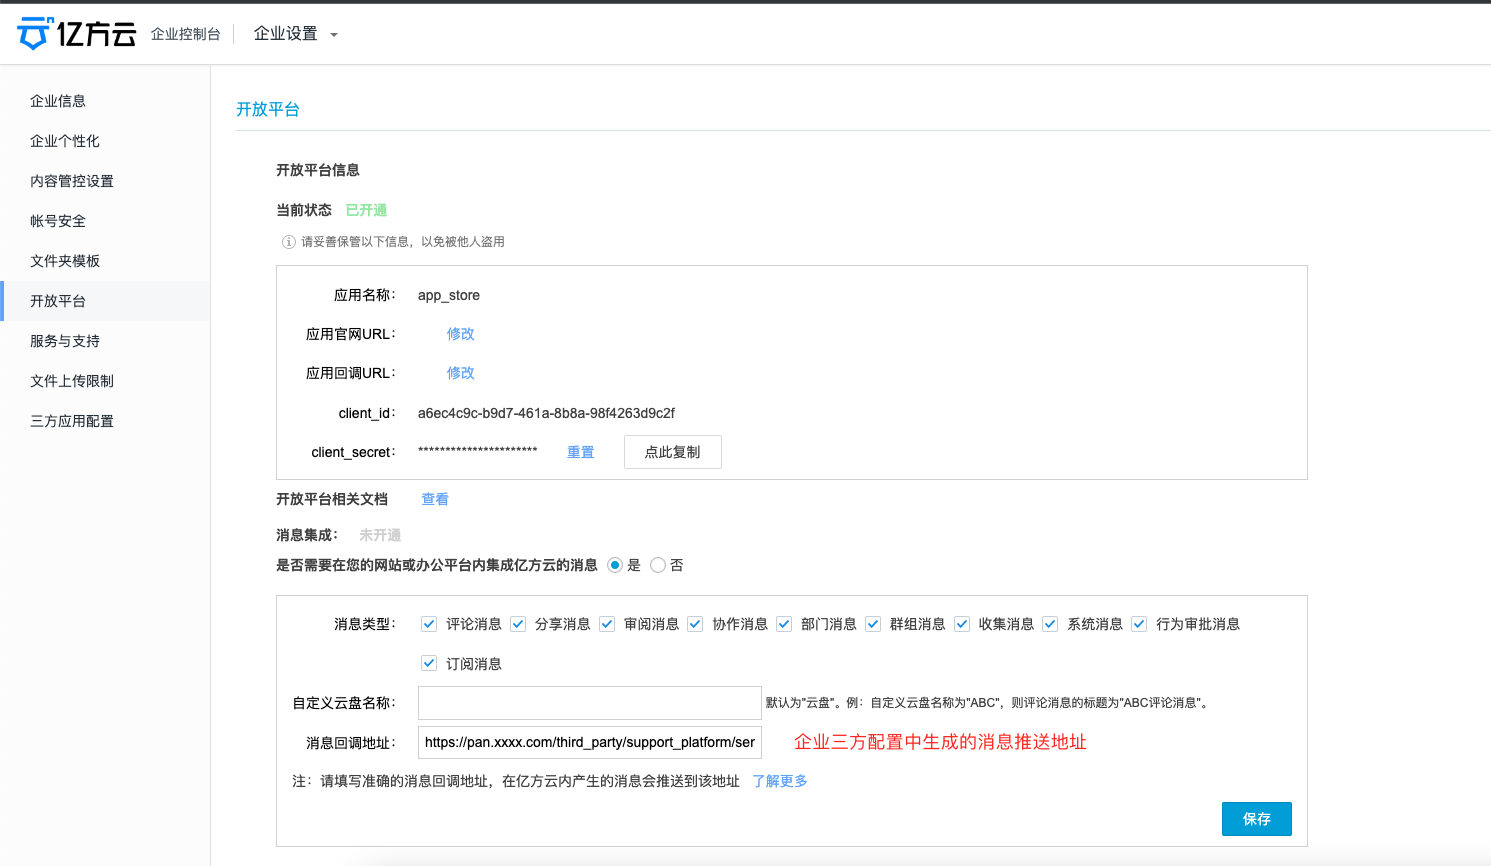 亿方云 企业控制台 企业设置
企业信息
企业个性化
内容管控设置
帐号安全
文件夹模板
开放平台
服务与支持
文件上传限制
三方应用配置
开放平台
开放平台信息
当前状态 已开通
请妥善保管以下信息，以免被他人盗用
应用名称： app_store
应用官网URL： 修改
应用回调URL： 修改
client_id： a6ec4c9c-b9d7-461a-8b8a-98f4263d9c2f
client_secret： ********************** 重置 点此复制
开放平台相关文档 查看
消息集成： 未开通
是否需要在您的网站或办公平台内集成亿方云的消息 是 否
消息类型： 评论消息 分享消息 审阅消息 协作消息 部门消息 群组消息 收集消息 系统消息 行为审批消息
订阅消息
自定义云盘名称： 默认为"云盘"。例：自定义云盘名称为"ABC"，则评论消息的标题为"ABC评论消息"。
消息回调地址： https://pan.xxxx.com/third_party/support_platform/ser 企业三方配置中生成的消息推送地址
注：请填写准确的消息回调地址，在亿方云内产生的消息会推送到该地址 了解更多
保存